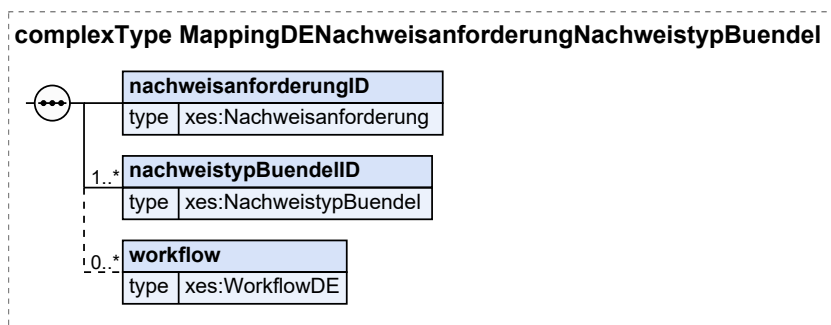 complexType MappingDENachweisanforderungNachweistypBuendel
nachweisanforderungID
type xes:Nachweisanforderung
1..* nachweistypBuendelID
type xes:NachweistypBuendel
0..* workflow
type xes:WorkflowDE